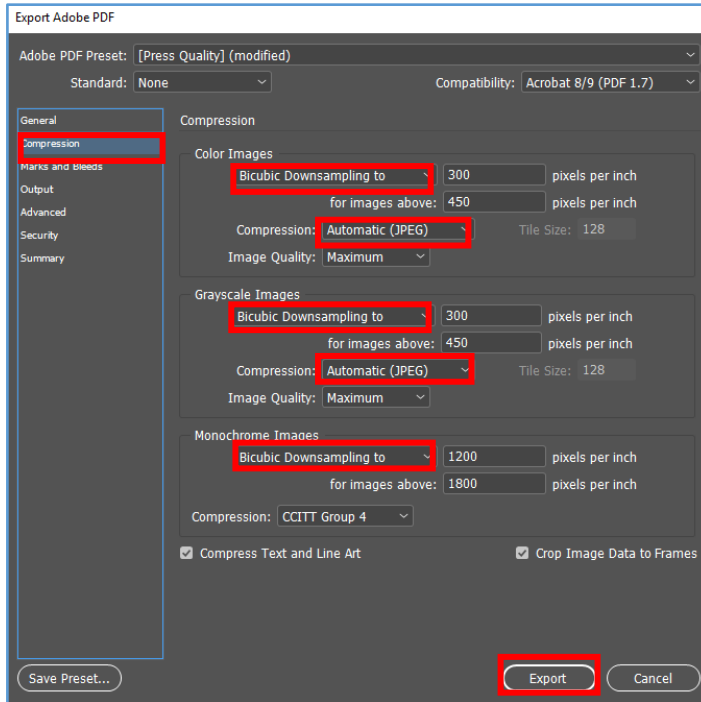 Export Adobe PDF
Adobe PDF Preset: [Press Quality] (modified)
Standard: None Compatibility: Acrobat 8/9 (PDF 1.7)
General
Compression
Marks and Bleeds
Output
Advanced
Security
Summary
Compression
Color Images
Bicubic Downsampling to 300 pixels per inch
for images above: 450 pixels per inch
Compression: Automatic (JPEG) Tile Size: 128
Image Quality: Maximum
Grayscale Images
Bicubic Downsampling to 300 pixels per inch
for images above: 450 pixels per inch
Compression: Automatic (JPEG) Tile Size: 128
Image Quality: Maximum
Monochrome Images
Bicubic Downsampling to 1200 pixels per inch
for images above: 1800 pixels per inch
Compression: CCITT Group 4
Compress Text and Line Art Crop Image Data to Frames
Save Preset... Export Cancel